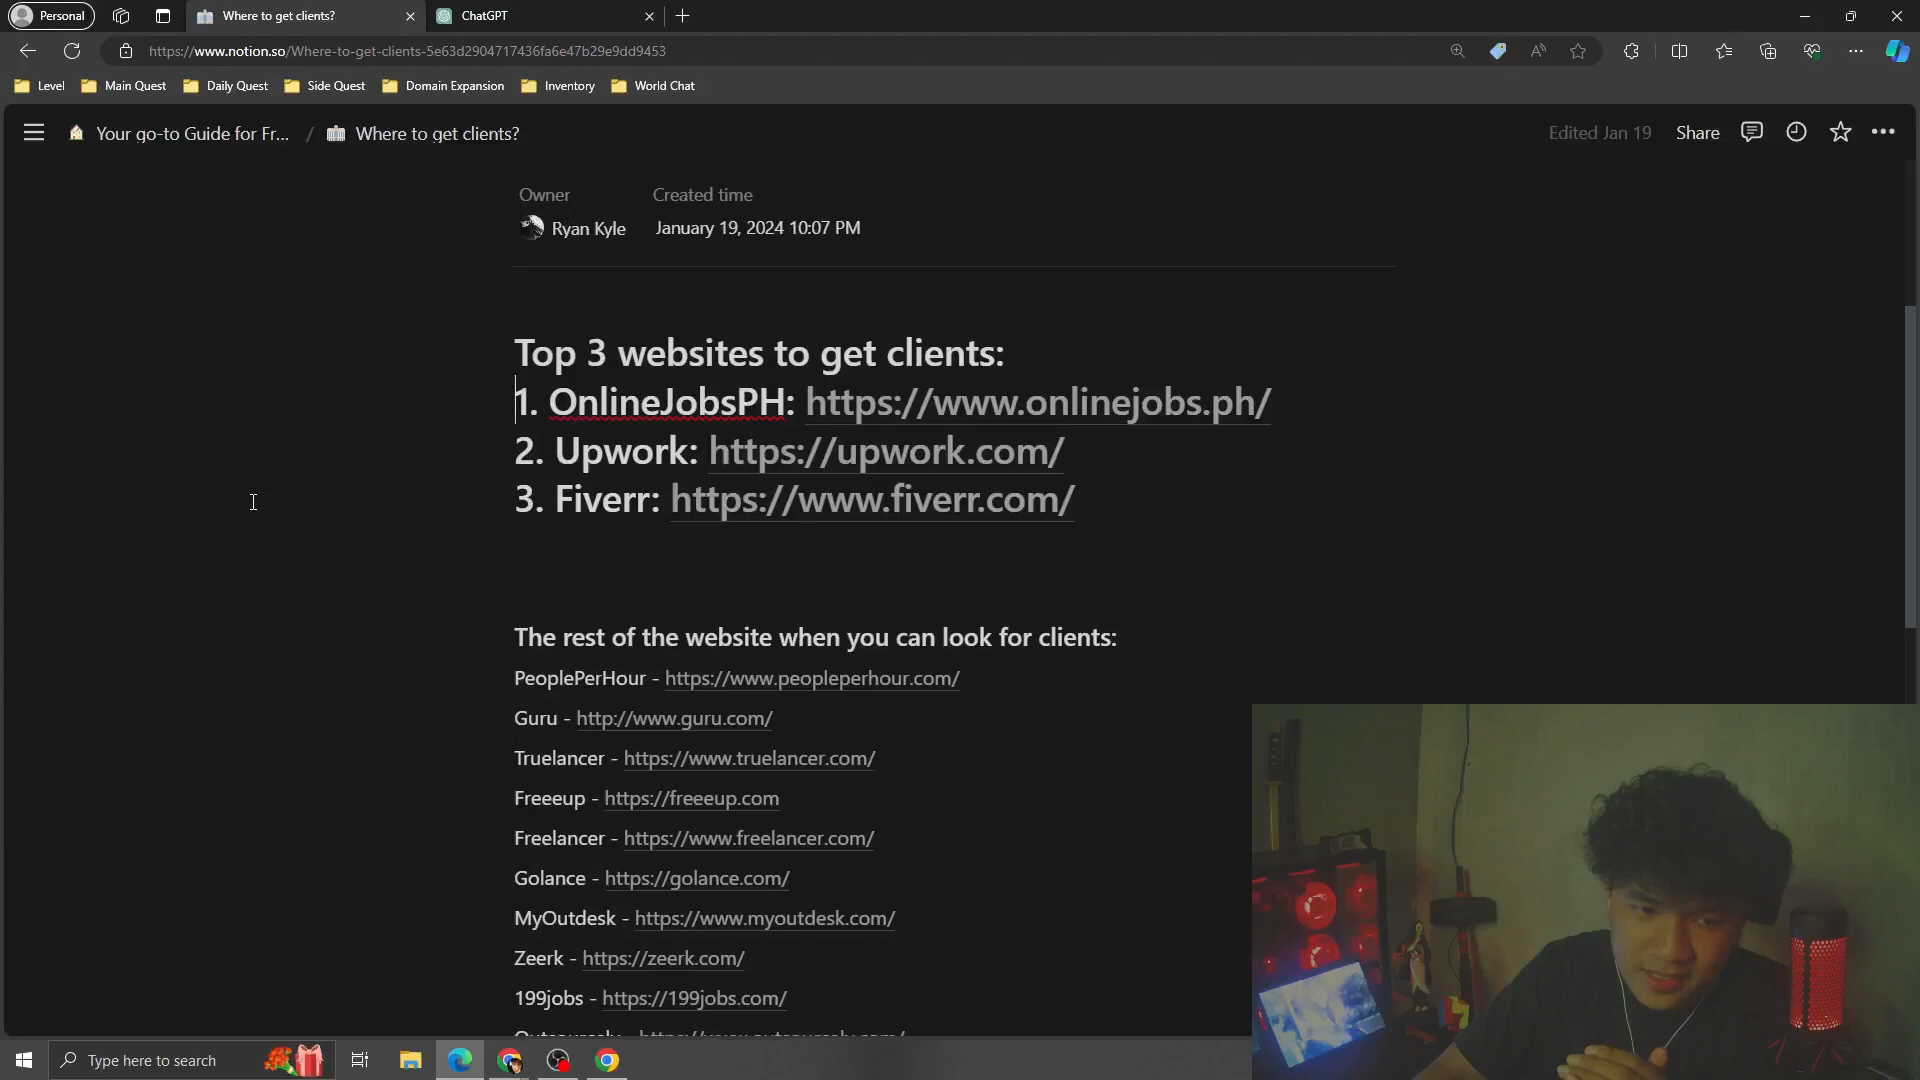 Personal
Where to get clients?
ChatGPT
https://www.notion.so/Where-to-get-clients-5e63d2904717436fa6e47b29e9dd9453
Level
Main Quest
Daily Quest
Side Quest
Domain Expansion
Inventory
World Chat
Your go-to Guide for Fr... / Where to get clients?
Edited Jan 19
Share
Owner
Created time
Ryan Kyle
January 19, 2024 10:07 PM
Top 3 websites to get clients:
1. OnlineJobsPH: https://www.onlinejobs.ph/
2. Upwork: https://upwork.com/
3. Fiverr: https://www.fiverr.com/
The rest of the website when you can look for clients:
PeoplePerHour - https://www.peopleperhour.com/
Guru - http://www.guru.com/
Truelancer - https://www.truelancer.com/
Freeeup - https://freeeup.com
Freelancer - https://www.freelancer.com/
Golance - https://golance.com/
MyOutdesk - https://www.myoutdesk.com/
Zeerk - https://zeerk.com/
199jobs - https://199jobs.com/
Type here to search